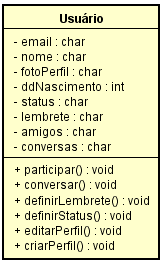 Usuário
- email : char
- nome : char
- fotoPerfil : char
- ddNascimento : int
- status : char
- lembrete : char
- amigos : char
- conversas : char
+ participar() : void
+ conversar() : void
+ definirLembrete() : void
+ definirStatus() : void
+ editarPerfil() : void
+ criarPerfil() : void